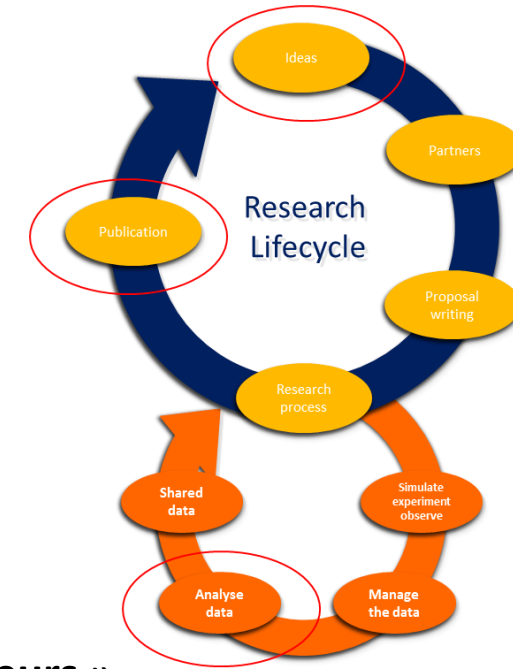 Ideas
Partners
Research
Lifecycle
Publication
Proposal
writing
Research
process
Shared
data
Simulate
experiment
observe
Analyse
data
Manage
the data